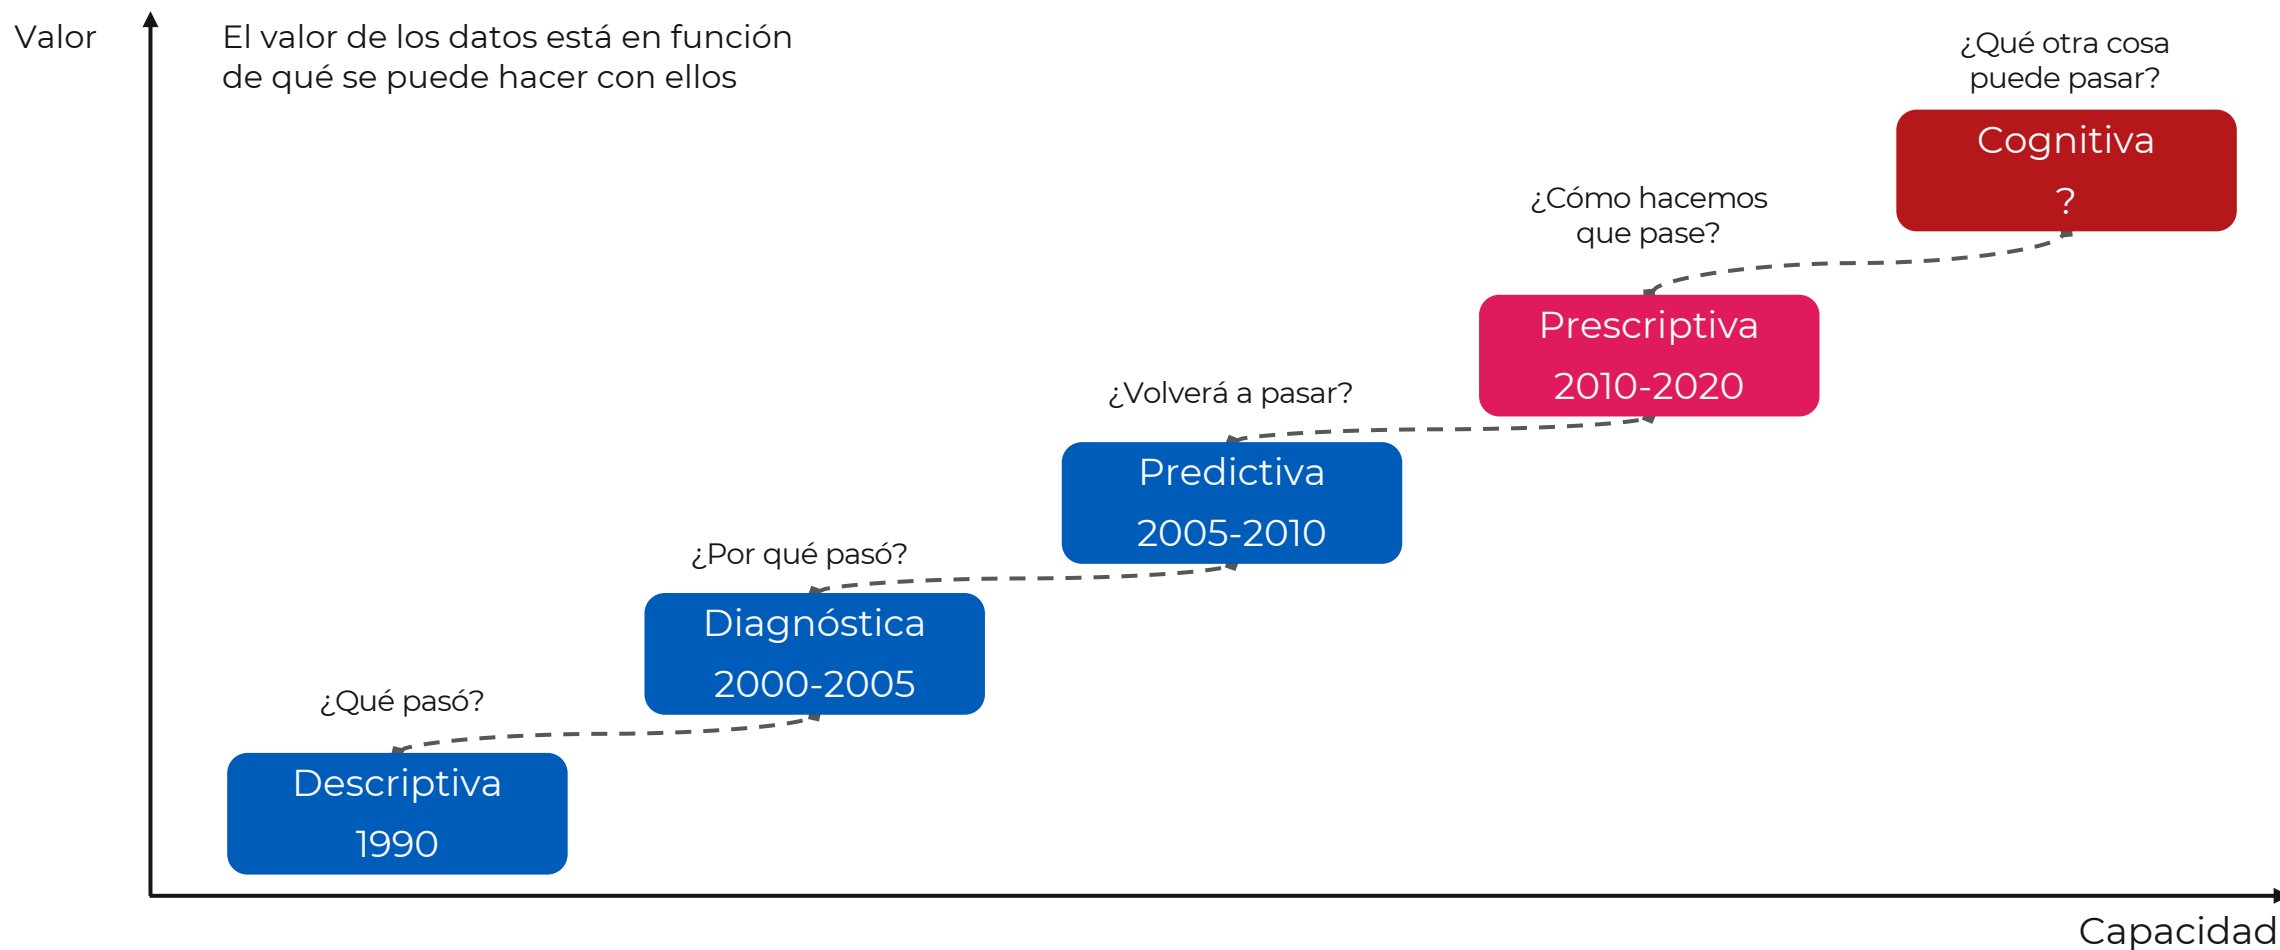 Valor
El valor de los datos está en función
de qué se puede hacer con ellos
¿Qué otra cosa
puede pasar?
Cognitiva
?
¿Cómo hacemos
que pase?
Prescriptiva
2010-2020
¿Volverá a pasar?
Predictiva
2005-2010
¿Por qué pasó?
Diagnóstica
2000-2005
¿Qué pasó?
Descriptiva
1990
Capacidad